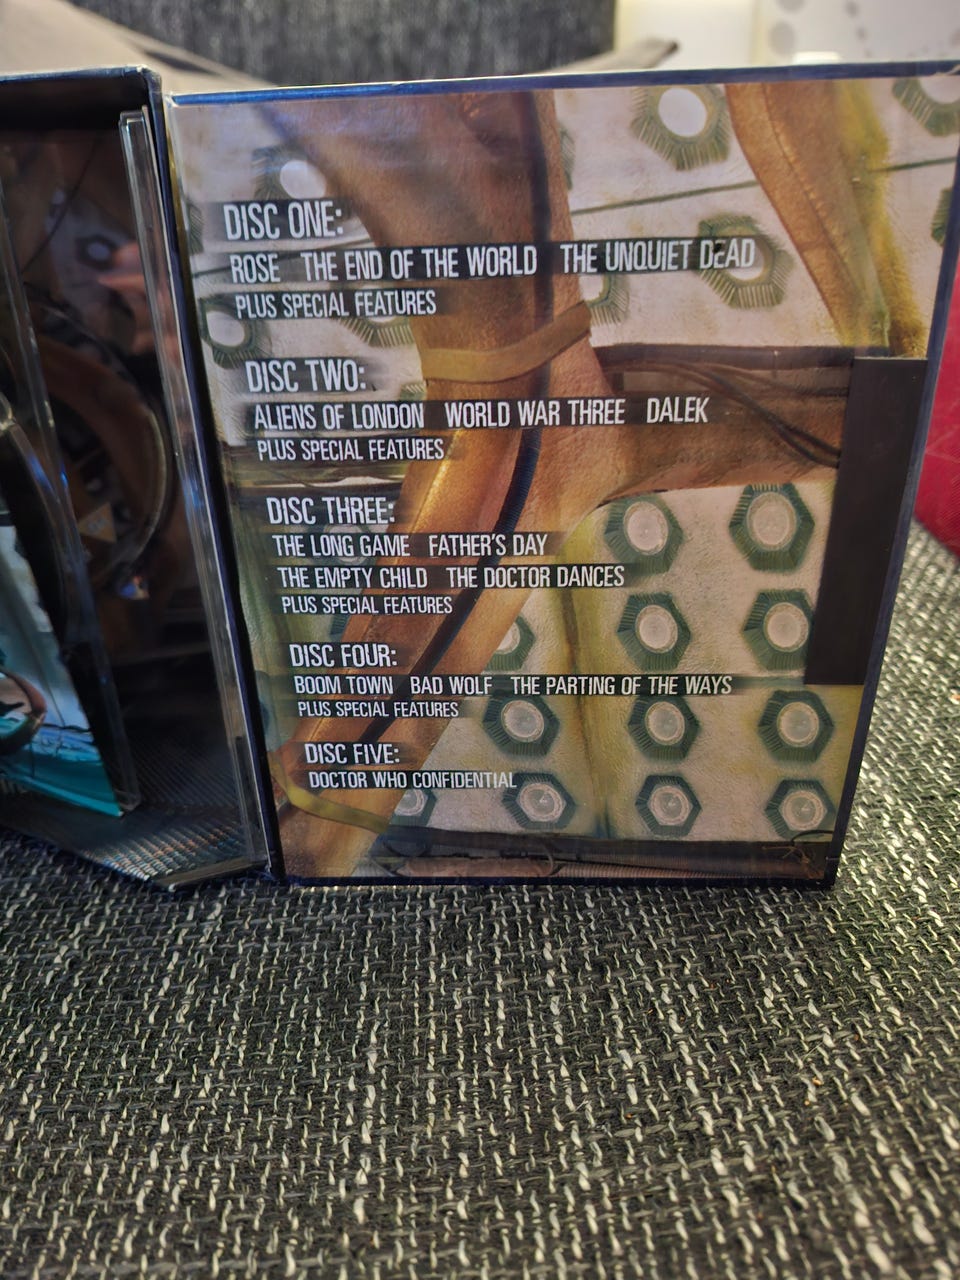 DISC ONE:
ROSE THE END OF THE WORLD THE UNQUIET DEAD
PLUS SPECIAL FEATURES
DISC TWO:
ALIENS OF LONDON WORLD WAR THREE DALEK
PLUS SPECIAL FEATURES
DISC THREE:
THE LONG GAME FATHER'S DAY
THE EMPTY CHILD THE DOCTOR DANCES
PLUS SPECIAL FEATURES
DISC FOUR:
BOOM TOWN BAD WOLF THE PARTING OF THE WAYS
PLUS SPECIAL FEATURES
DISC FIVE:
DOCTOR WHO CONFIDENTIAL